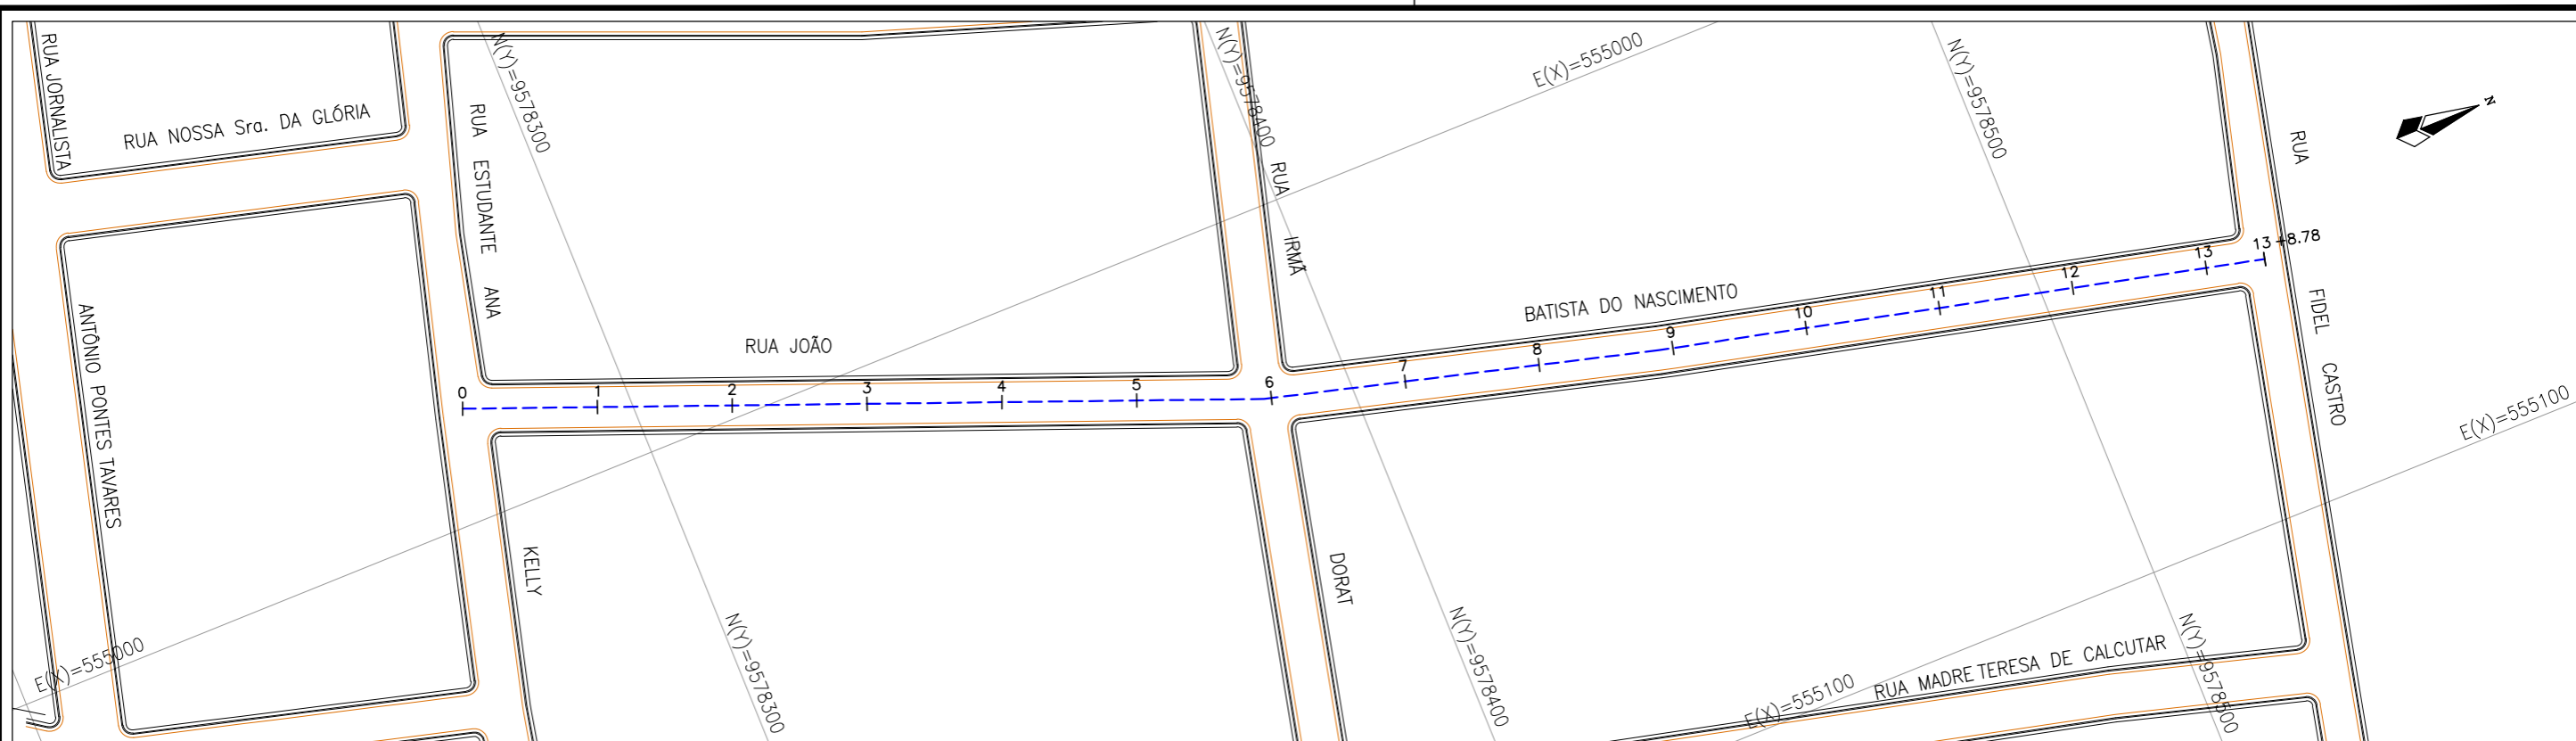 RUA JORNALISTA
ANTÔNIO PONTES TAVARES
RUA NOSSA Sra. DA GLÓRIA
RUA ESTUDANTE ANA
KELLY
N(Y)=9578300
N(Y)=9578400
E(X)=555000
N(Y)=9578500
N
RUA IRMÃ
DORAT
RUA FIDEL CASTRO
RUA JOÃO
BATISTA DO NASCIMENTO
0
1
2
3
4
5
6
7
8
9
10
11
12
13
13 +8.78
E(X)=555100
E(X)=555000
N(Y)=9578300
N(Y)=9578400
E(X)=555100
RUA MADRE TERESA DE CALCUTAR
N(Y)=9578500